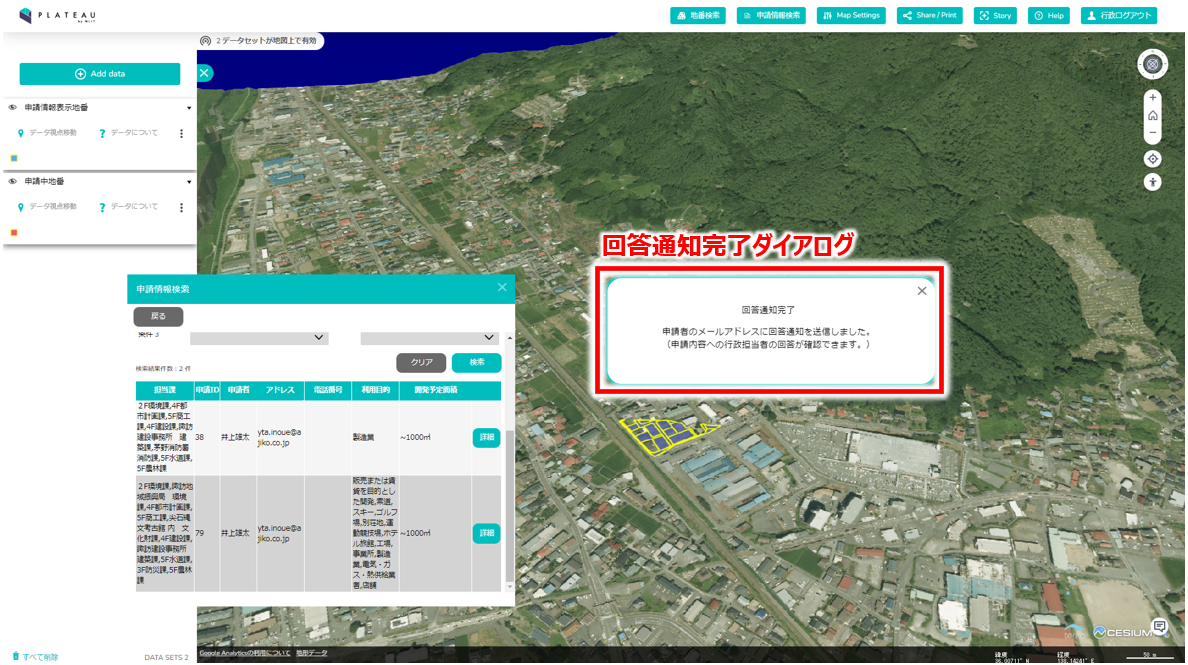 PLATEAU
by MLIT
地番検索
申請情報検索
Map Settings
Share / Print
Story
Help
行政ログアウト
2 データセットが地図上で有効
Add data
申請情報表示地番
データ視点移動
データについて
申請中地番
データ視点移動
データについて
回答通知完了ダイアログ
回答通知完了
申請者のメールアドレスに回答通知を送信しました。
（申請内容への行政担当者の回答が確認できます。）
申請情報検索
戻る
条件 3
クリア
検索
検索結果件数：2 件
担当課 申請ID 申請者 アドレス 電話番号 利用目的 開発予定面積
２F環境課,4F都
市計画課,5F商工
課,4F建設課,諏訪
建設事務所　建
築課,茅野消防署
消防課,5F水道課,
5F農林課
38
井上雄太
yta.inoue@a
jiko.co.jp
製造業
~1000㎡
詳細
２F環境課,諏訪地
域振興局　環境
課,4F都市計画課,
5F商工課,尖石縄
文考古館 内　文
化財課,4F建設課,
諏訪建設事務所
建築課,5F水道課,
3F防災課,5F農林
課
79
井上雄太
yta.inoue@a
jiko.co.jp
販売または賃
貸を目的とし
た開発,索道,
スキー,ゴルフ
場,別荘地,運
動競技場,ホテ
ル旅館,工場,
事業所,製造
業,電気・ガ
ス・熱供給業
者,店舗
~1000㎡
詳細
すべて削除
DATA SETS 2
Google Analyticsの利用について
地形データ
CESIUM
緯度 36.00711° N
経度 138.14241° E
50 m